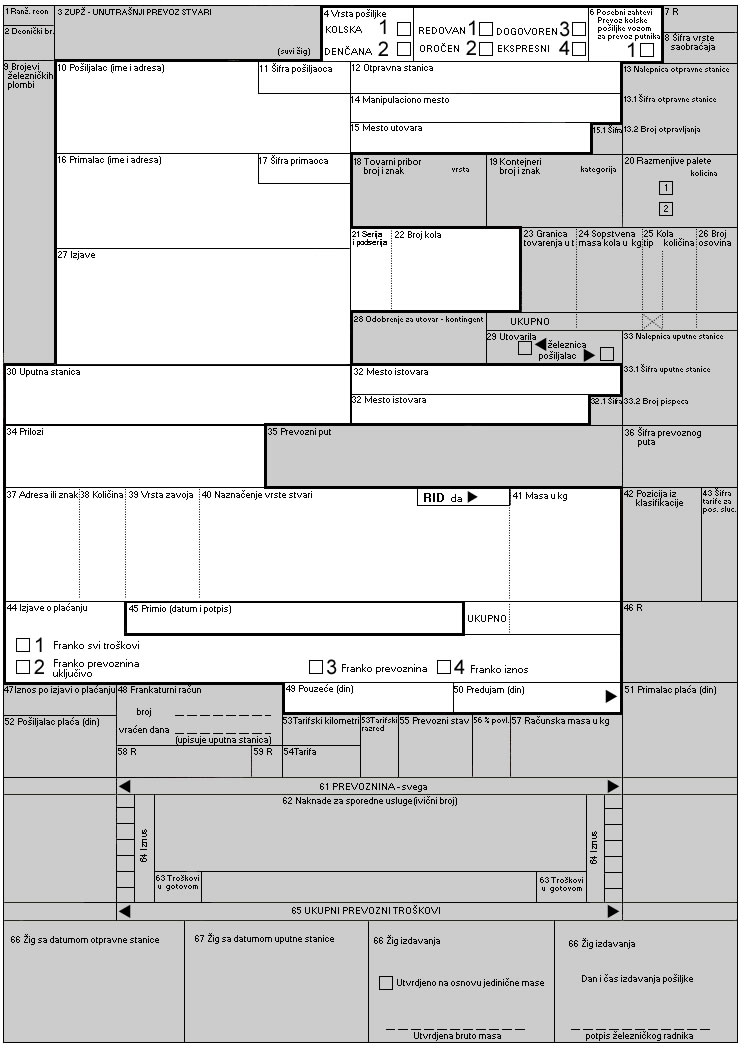 1 Ranž. reon
2 Deonički br.
3 ZUPŽ - UNUTRAŠNJI PREVOZ STVARI
(suvi žig)
4 Vrsta pošiljke
KOLSKA 1
DENČANA 2
REDOVAN 1 DOGOVOREN 3
OROČEN 2 EKSPRESNI 4
6 Posebni zahtevi
Prevoz kolske
pošiljke vozom
za prevoz putnika
1
7 R
8 Šifra vrste
saobraćaja
9 Brojevi
železničkih
plombi
10 Pošiljalac (ime i adresa)
11 Šifra pošiljaoca
12 Otpravna stanica
13 Nalepnica otpravne stanice
14 Manipulaciono mesto
13.1 Šifra otpravne stanice
15 Mesto utovara
15.1 Šifra
13.2 Broj otpravljanja
16 Primalac (ime i adresa)
17 Šifra primaoca
18 Tovarni pribor
broj i znak vrsta
19 Kontejneri
broj i znak kategorija
20 Razmenjive palete
kolicina
1
2
21 Serija
i podserija
22 Broj kola
23 Granica
tovarenja u t
24 Sopstvena
masa kola u kg
25 Kola
tip količina
26 Broj
osovina
27 Izjave
28 Odobrenje za utovar - kontingent
UKUPNO
29 Utovarila
železnica
pošiljalac
33 Nalepnica uputne stanice
30 Uputna stanica
32 Mesto istovara
33.1 Šifra uputne stanice
32 Mesto istovara
32.1 Šifra
33.2 Broj prispeca
34 Prilozi
35 Prevozni put
36 Šifra prevoznog
puta
37 Adresa ili znak
38 Količina
39 Vrsta zavoja
40 Naznačenje vrste stvari
RID da
41 Masa u kg
42 Pozicija iz
klasifikacije
43 Šifra
tarife za
pos. sluc.
44 Izjave o plaćanju
45 Primio (datum i potpis)
UKUPNO
46 R
1 Franko svi troškovi
2 Franko prevoznina
uključivo
3 Franko prevoznina
4 Franko iznos
47 Iznos po izjavi o plaćanju
48 Frankaturni račun
broj
vraćen dana
(upisuje uputna stanica)
49 Pouzeće (din)
50 Predujam (din)
51 Primalac plaća (din)
52 Pošiljalac plaća (din)
53 Tarifski kilometri
53 Tarifski
razred
55 Prevozni stav
56 % povl.
57 Računska masa u kg
58 R
59 R
54 Tarifa
61 PREVOZNINA - svega
62 Naknade za sporedne usluge (ivični broj)
64 Iznus
64 Iznus
63 Troškovi
u gotovom
63 Troškovi
u gotovom
65 UKUPNI PREVOZNI TROŠKOVI
66 Žig sa datumom otpravne stanice
67 Žig sa datumom uputne stanice
66 Žig izdavanja
66 Žig izdavanja
Utvrdjeno na osnovu jedinične mase
Dan i čas izdavanja pošiljke
Utvrdjena bruto masa
potpis železničkog radnika